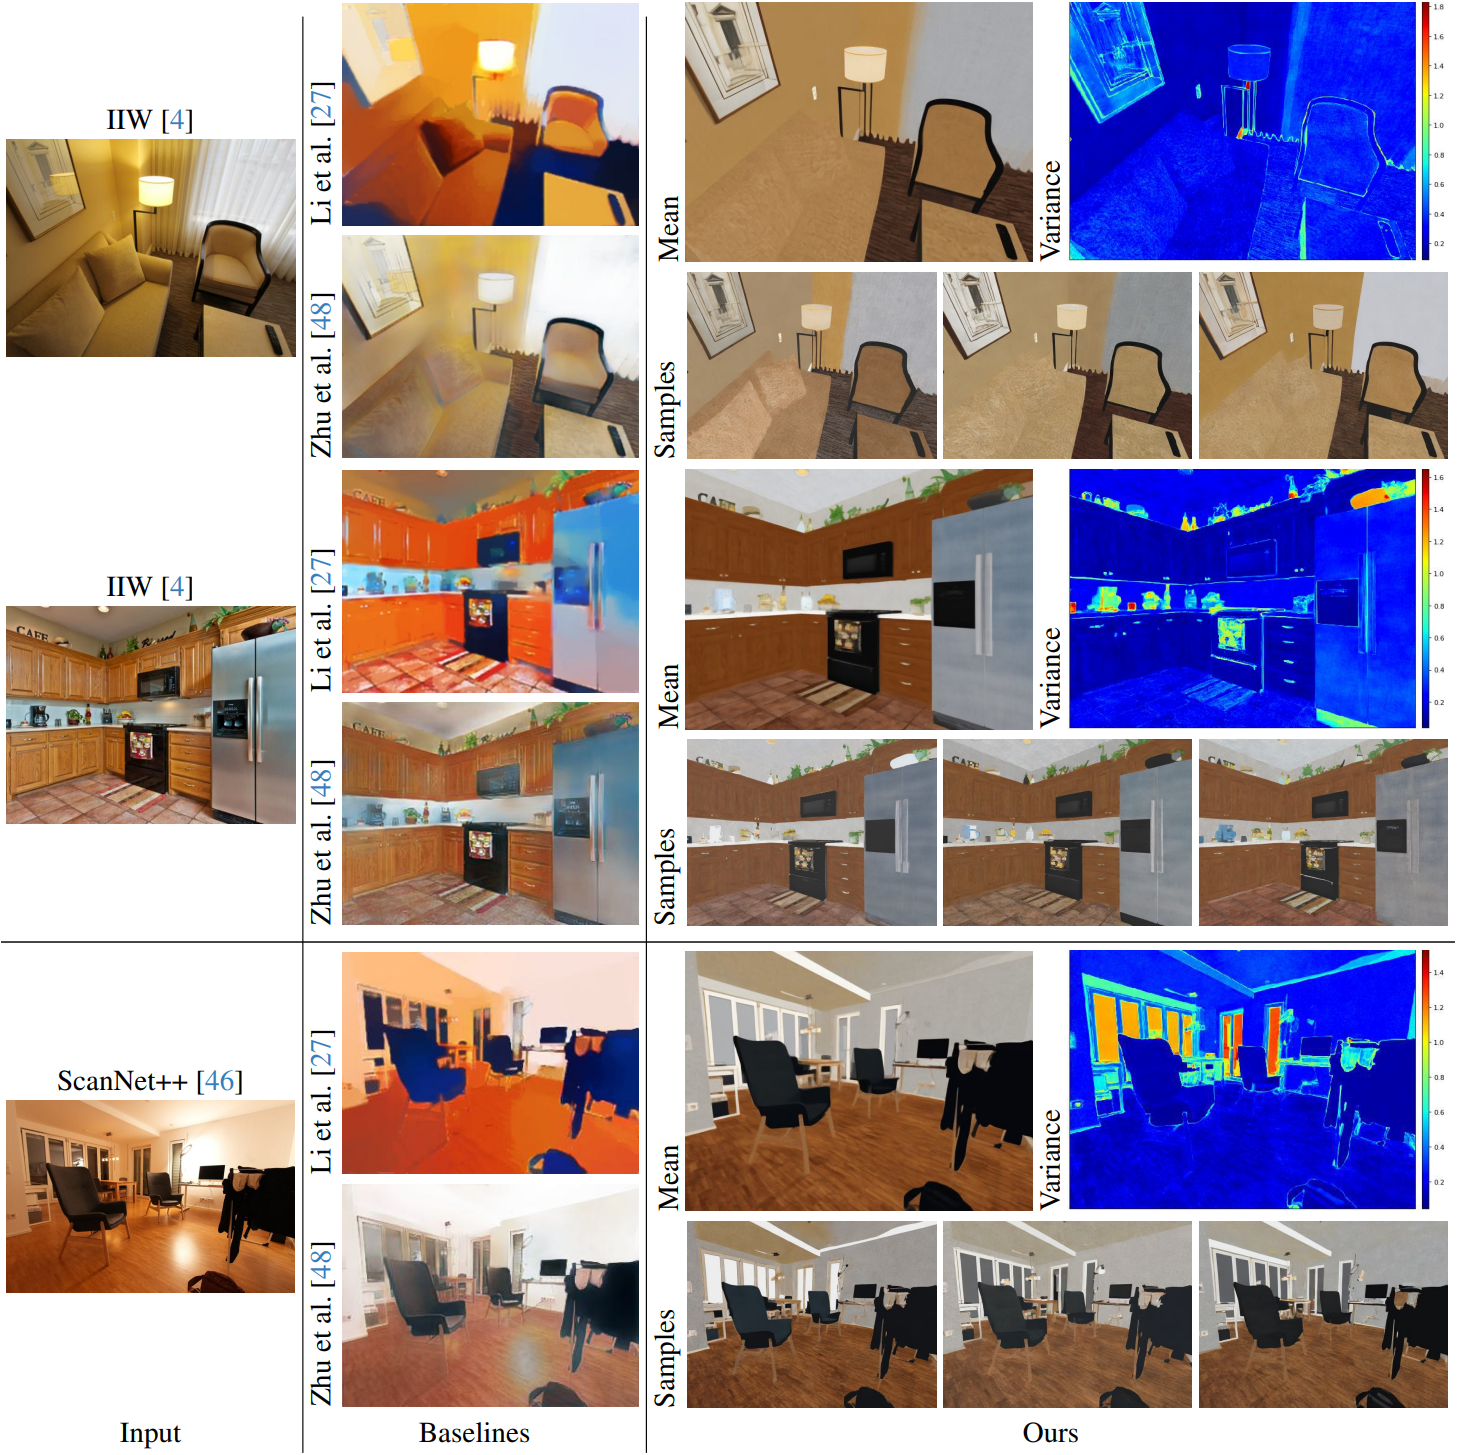 IIW [4]
Li et al. [27]
Zhu et al. [48]
Mean
Variance
1.8
1.6
1.4
1.2
1.0
0.8
0.6
0.4
0.2
Samples
IIW [4]
CAFE
Li et al. [27]
CAFE
Zhu et al. [48]
CAFE
Mean
CAFE
Variance
1.6
1.4
1.2
1.0
0.8
0.6
0.4
0.2
Samples
ScanNet++ [46]
Li et al. [27]
Zhu et al. [48]
Mean
Variance
1.4
1.2
1.0
0.8
0.6
0.4
0.2
Samples
Input
Baselines
Ours